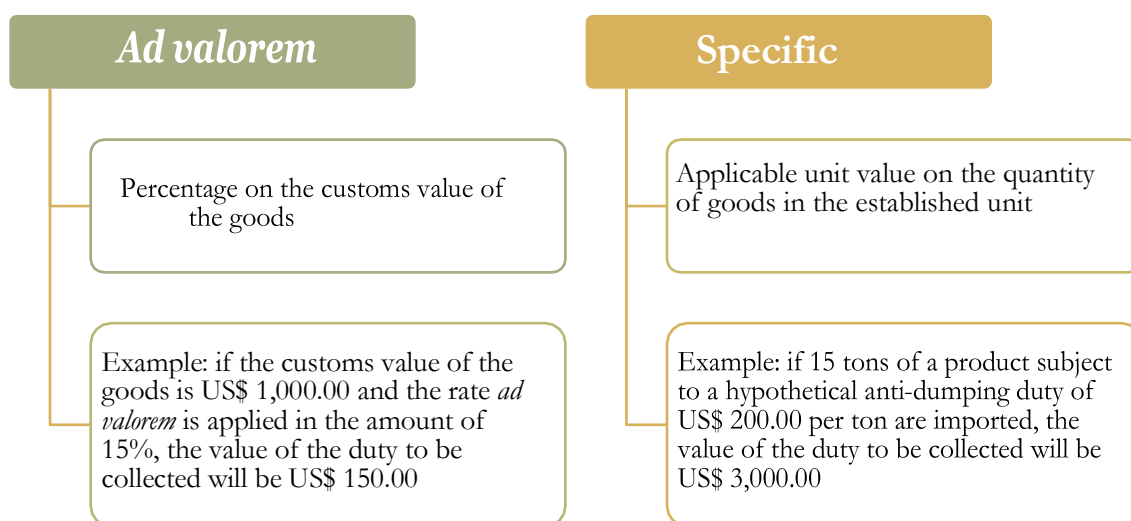 Ad valorem
Percentage on the customs value of
the goods
Example: if the customs value of the
goods is US$ 1,000.00 and the rate ad
valorem is applied in the amount of
15%, the value of the duty to be
collected will be US$ 150.00
Specific
Applicable unit value on the quantity
of goods in the established unit
Example: if 15 tons of a product subject
to a hypothetical anti-dumping duty of
US$ 200.00 per ton are imported, the
value of the duty to be collected will be
US$ 3,000.00